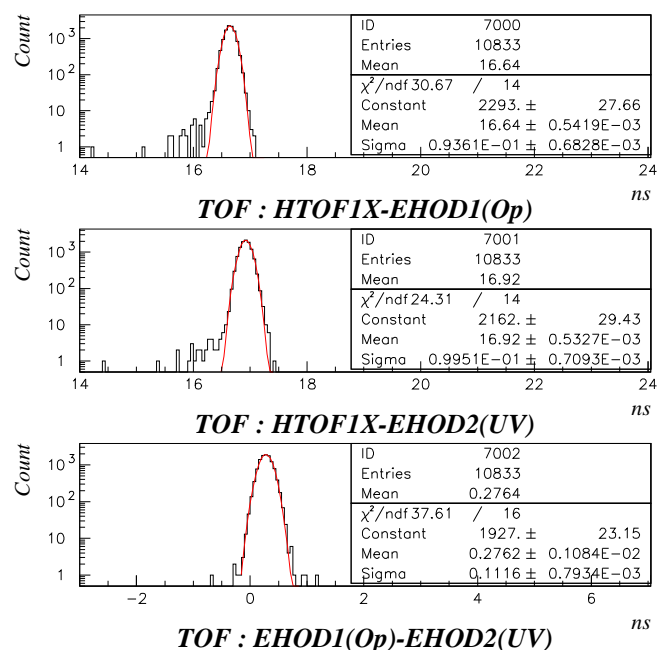 Count
10³
10²
10
1
14 16 18 20 22 24
ID 7000
Entries 10833
Mean 16.64
χ²/ndf 30.67 / 14
Constant 2293. ± 27.66
Mean 16.64 ± 0.5419E-03
Sigma 0.9361E-01 ± 0.6828E-03
ns
TOF : HTOF1X-EHOD1(Op)
Count
10³
10²
10
1
14 16 18 20 22 24
ID 7001
Entries 10833
Mean 16.92
χ²/ndf 24.31 / 14
Constant 2162. ± 29.43
Mean 16.92 ± 0.5327E-03
Sigma 0.9951E-01 ± 0.7093E-03
ns
TOF : HTOF1X-EHOD2(UV)
Count
10³
10²
10
1
-2 0 2 4 6
ID 7002
Entries 10833
Mean 0.2764
χ²/ndf 37.61 / 16
Constant 1927. ± 23.15
Mean 0.2762 ± 0.1084E-02
Sigma 0.1116 ± 0.7934E-03
ns
TOF : EHOD1(Op)-EHOD2(UV)